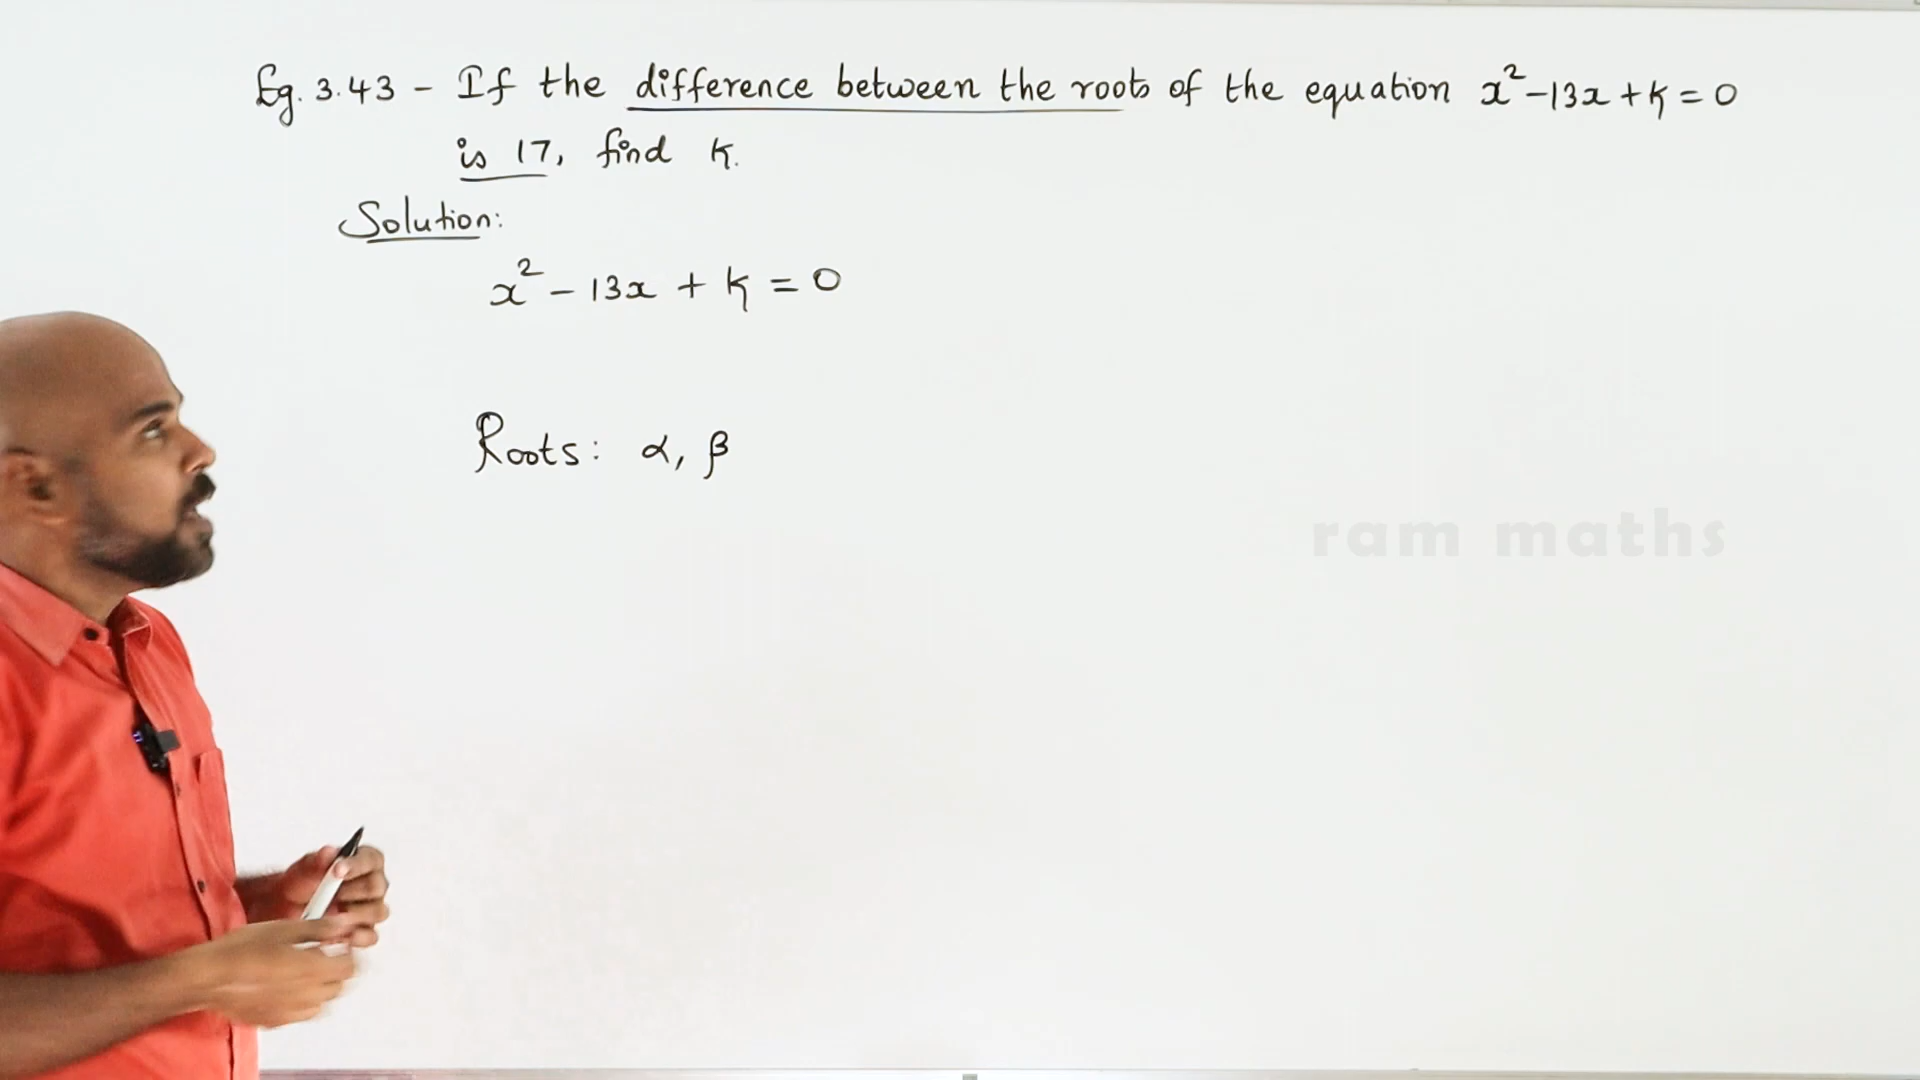 Eg. 3.43 - If the difference between the roots of the equation x² - 13x + k = 0
is 17, find k.
Solution:
x² - 13x + k = 0
Roots: α, β
ram maths